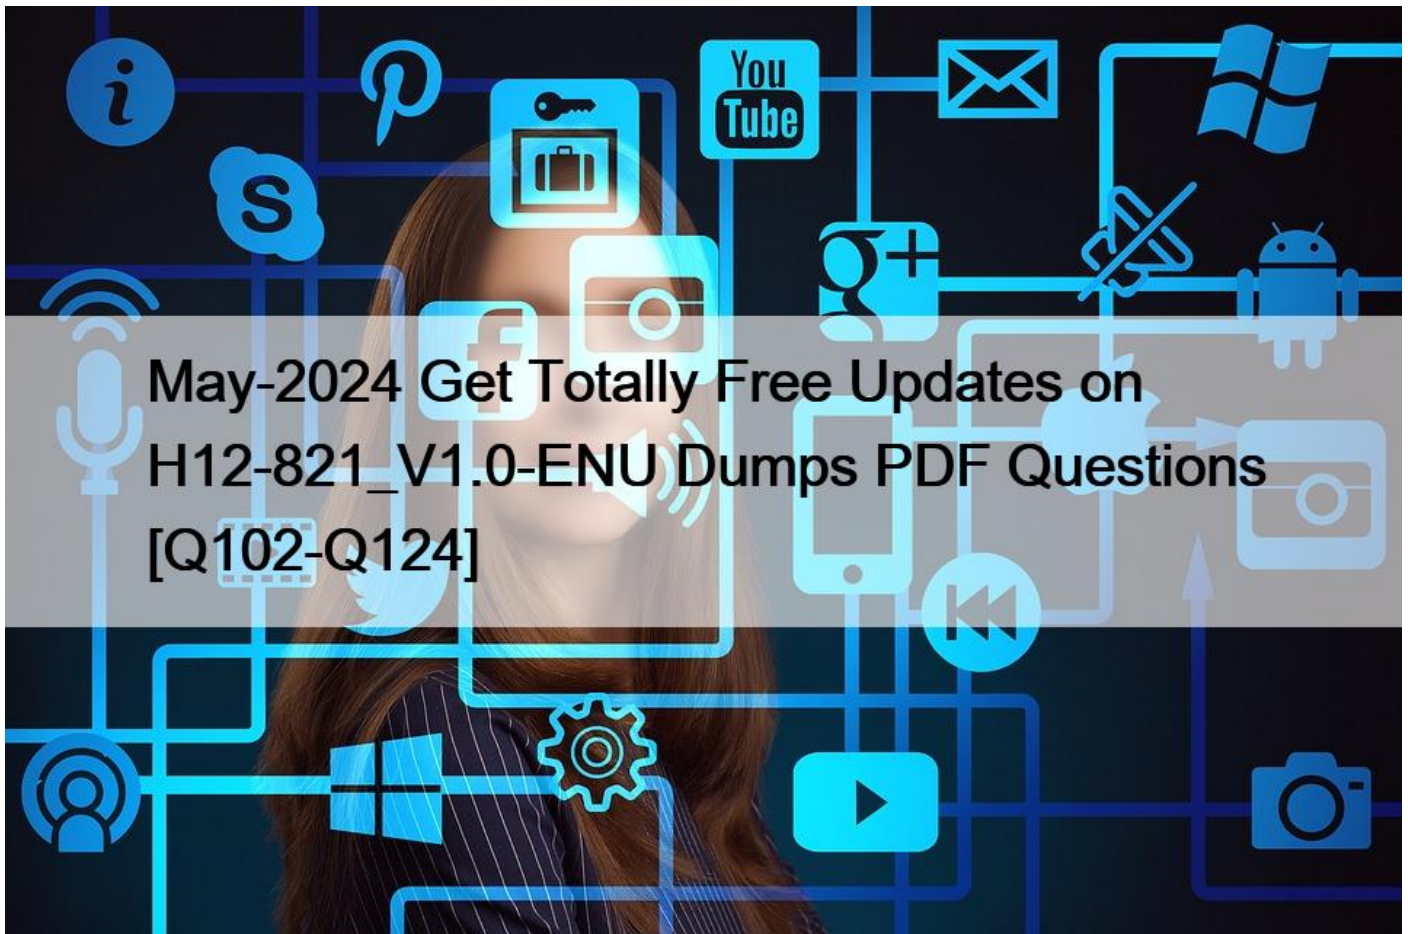 You
Tube
S
g+
f
May-2024 Get Totally Free Updates on
H12-821_V1.0-ENU Dumps PDF Questions
[Q102-Q124]